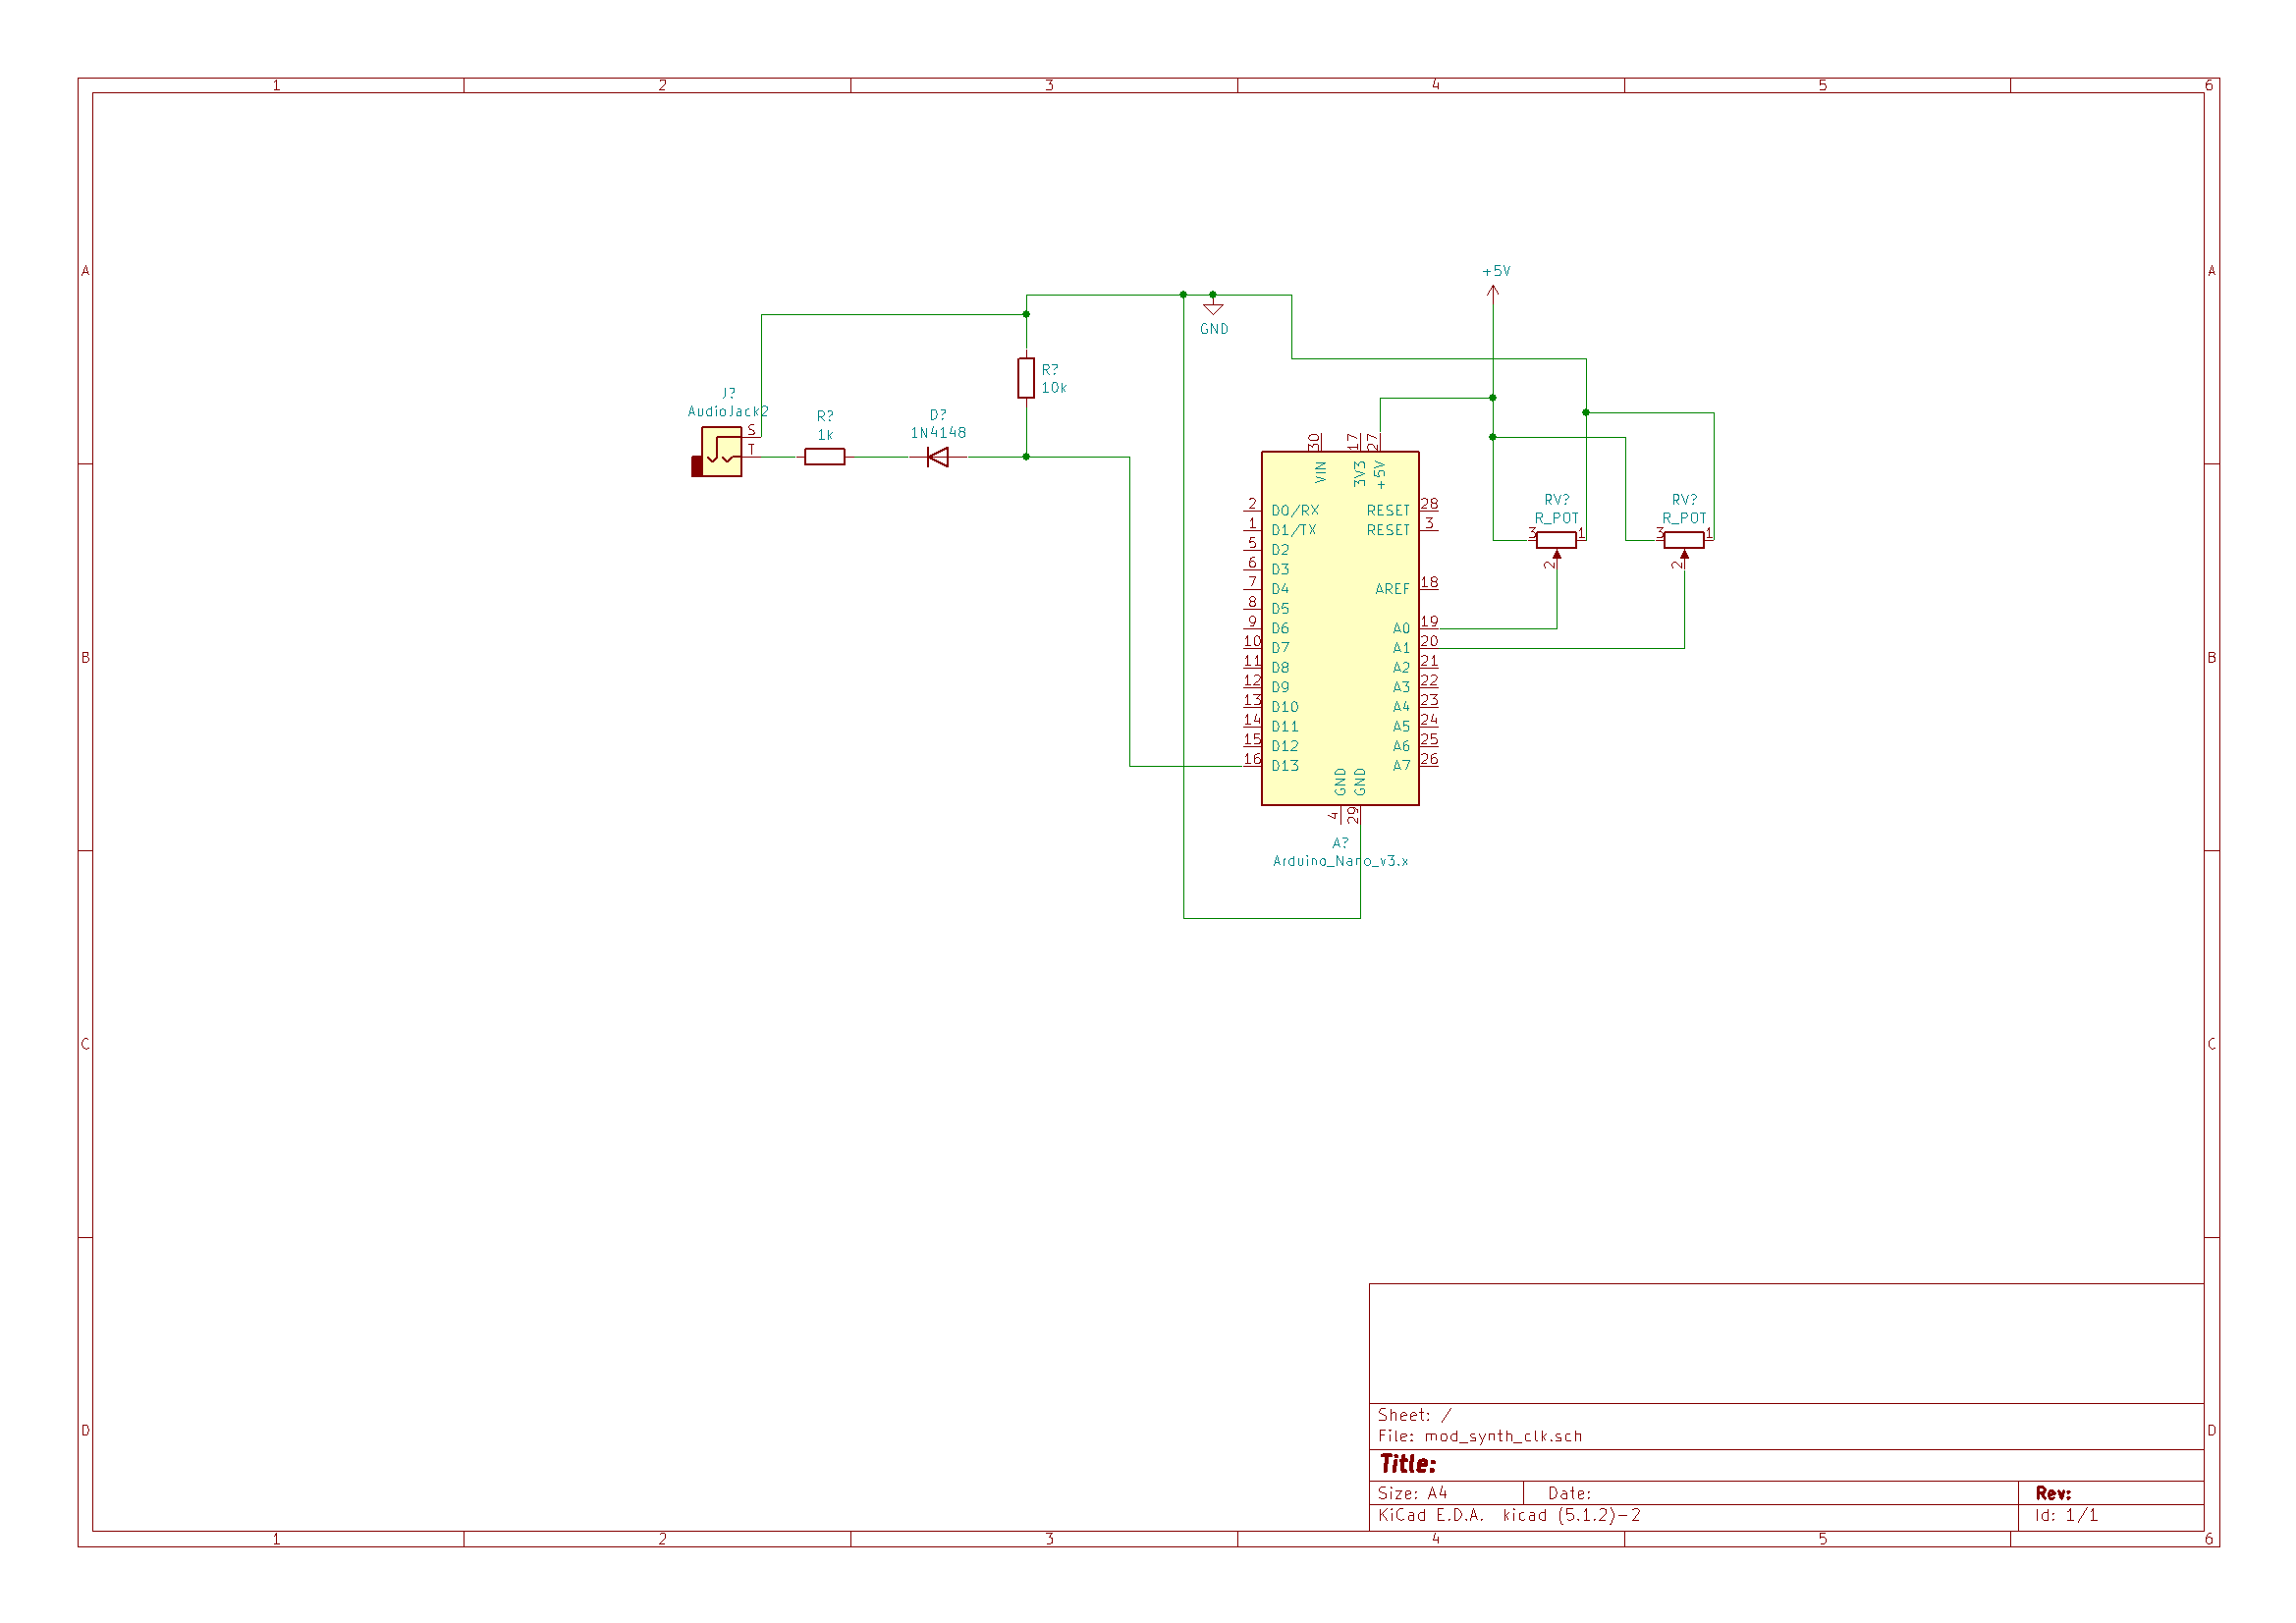 1 2 3 4 5 6
A A
+5V
GND
R?
10k
J?
AudioJack2
S
T
R?
1k
D?
1N4148
30 17 27
VIN 3V3 +5V
2 D0/RX RESET 28
1 D1/TX RESET 3
5 D2
6 D3
7 D4 AREF 18
8 D5
9 D6 A0 19
10 D7 A1 20
11 D8 A2 21
12 D9 A3 22
13 D10 A4 23
14 D11 A5 24
15 D12 A6 25
16 D13 A7 26
GND GND
4 29
A?
Arduino_Nano_v3.x
RV?
R_POT
3 1
2
RV?
R_POT
3 1
2
B B
C C
D D
Sheet: /
File: mod_synth_clk.sch
Title:
Size: A4 Date: Rev:
KiCad E.D.A. kicad (5.1.2)-2 Id: 1/1
1 2 3 4 5 6